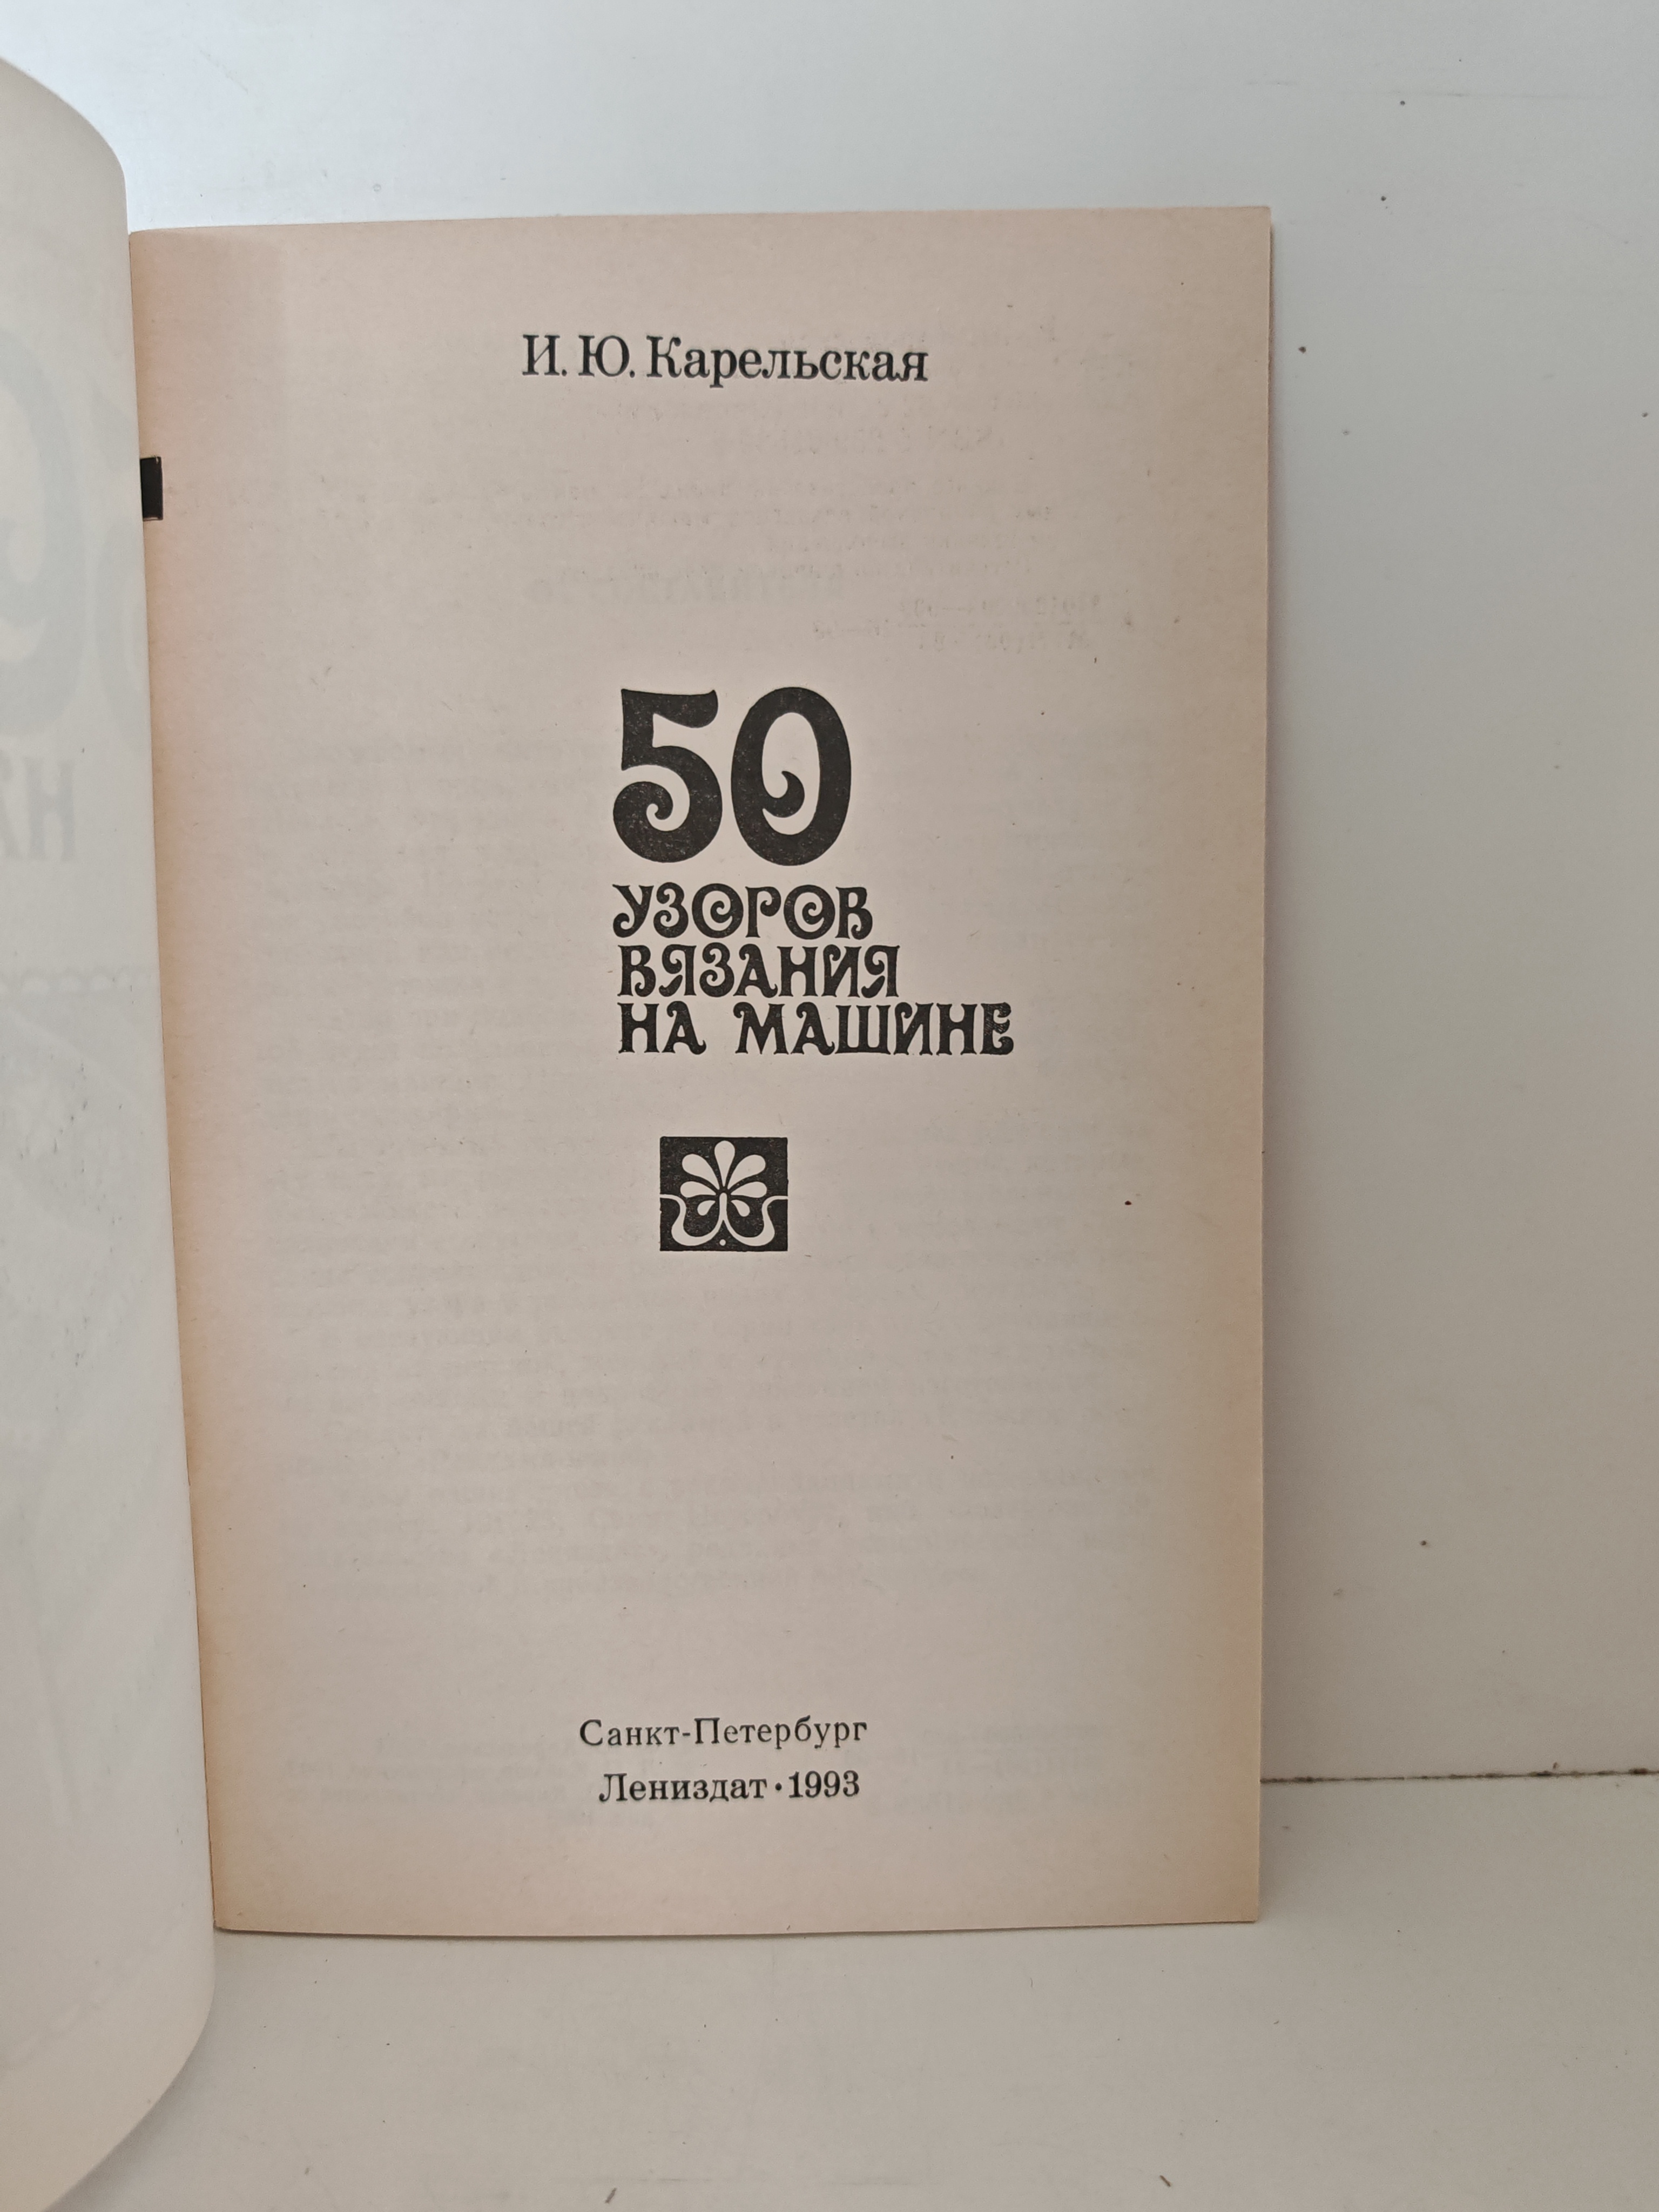 И. Ю. Карельская
50
УЗОРОВ
ВЯЗАНИЯ
НА МАШИНЕ
Санкт-Петербург
Лениздат · 1993